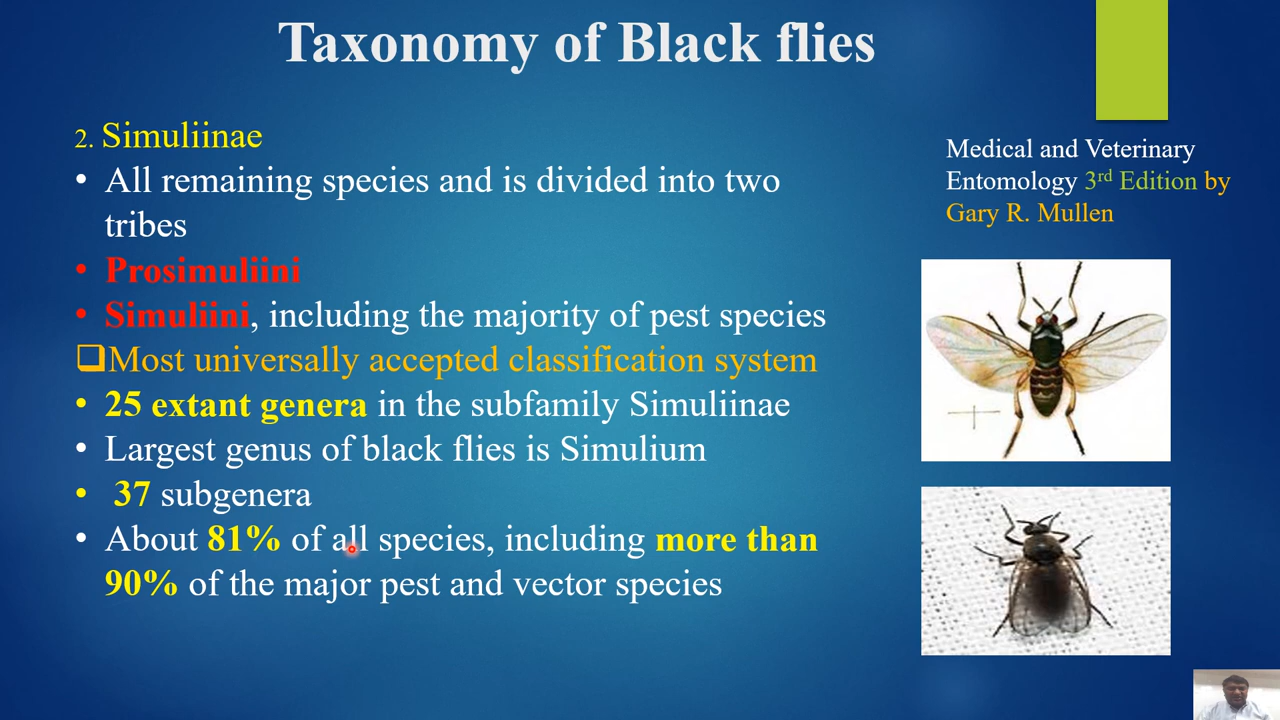 Taxonomy of Black flies
2. Simuliinae
• All remaining species and is divided into two
tribes
• Prosimuliini
• Simuliini, including the majority of pest species
❑Most universally accepted classification system
• 25 extant genera in the subfamily Simuliinae
• Largest genus of black flies is Simulium
• 37 subgenera
• About 81% of all species, including more than
90% of the major pest and vector species
Medical and Veterinary
Entomology 3rd Edition by
Gary R. Mullen